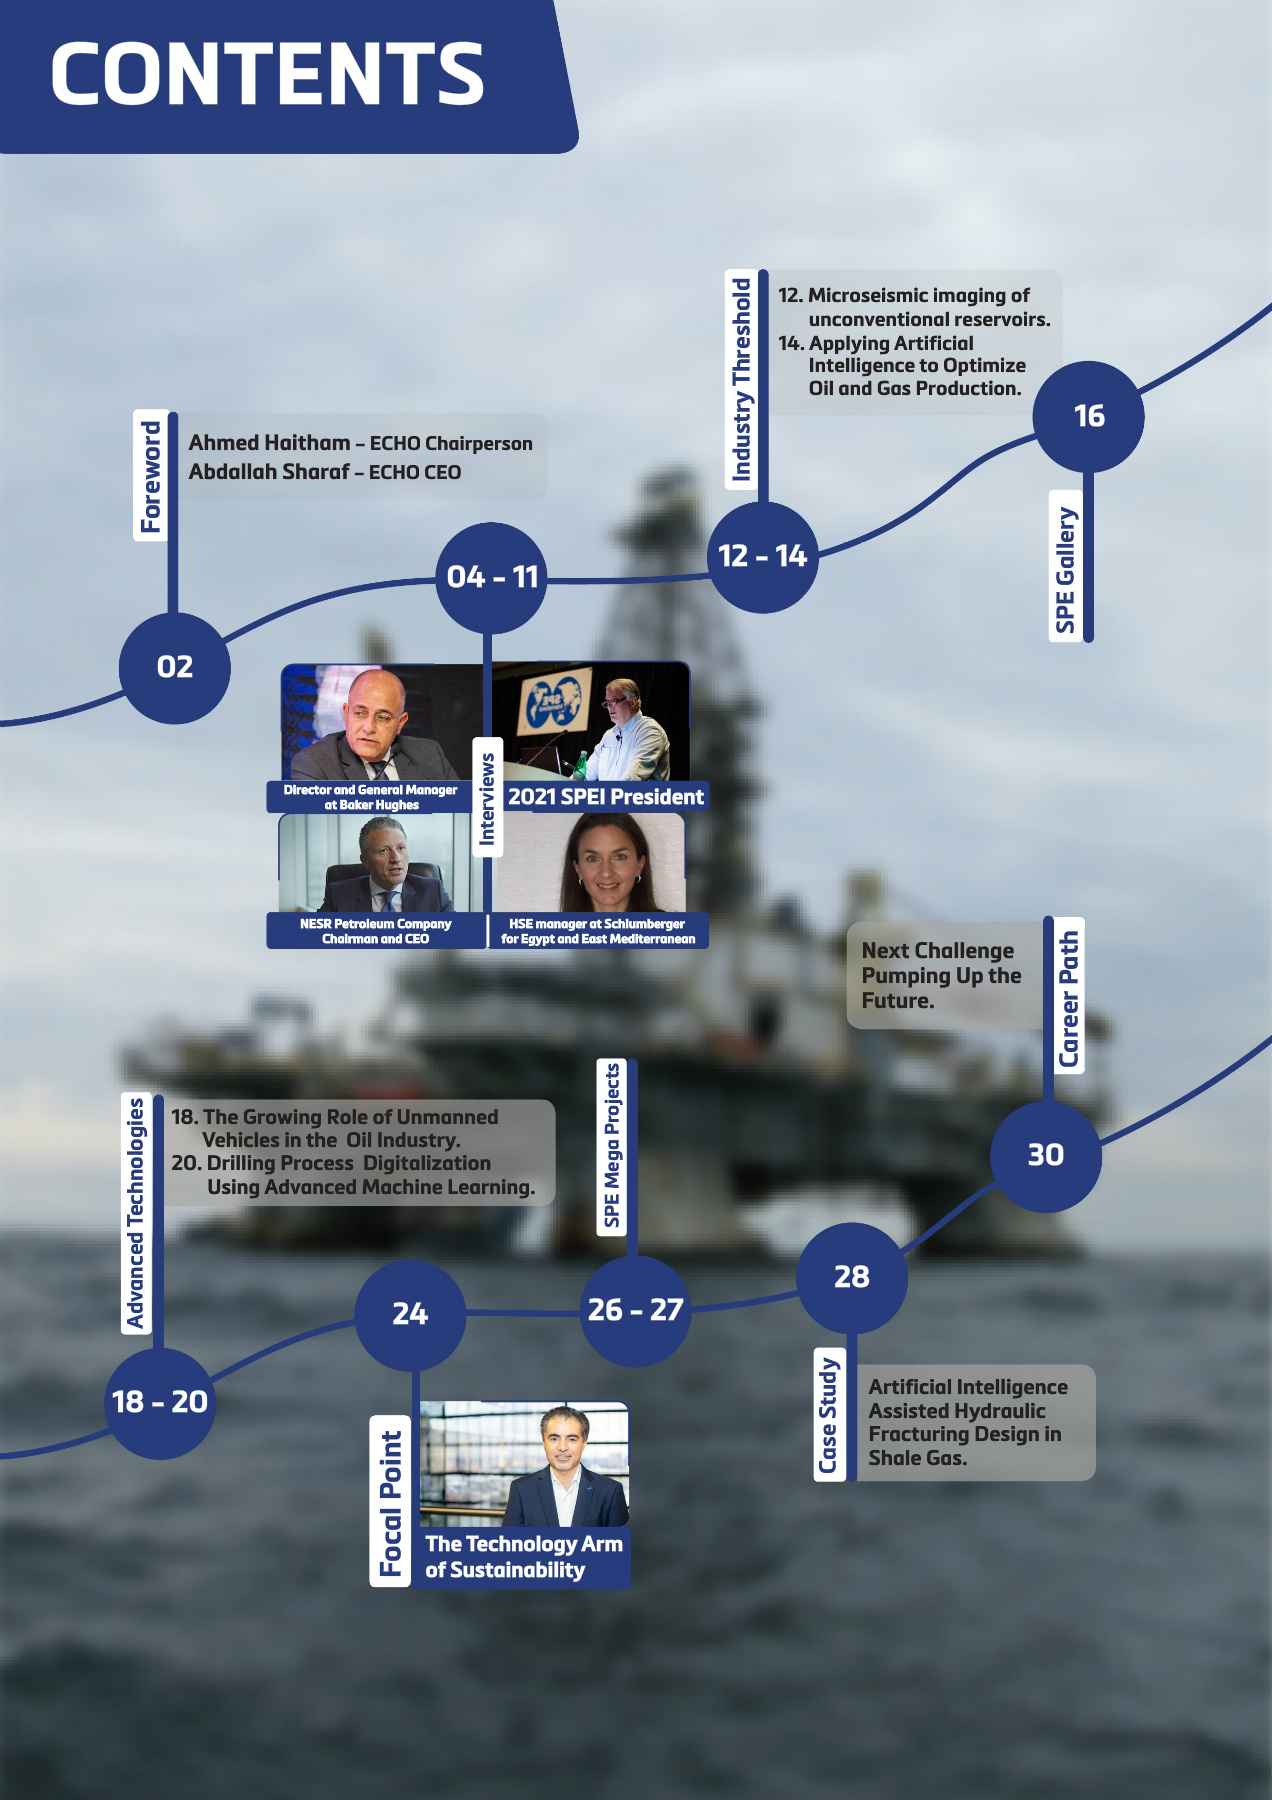 CONTENTS
Foreword
Ahmed Haitham – ECHO Chairperson
Abdallah Sharaf – ECHO CEO
02
04 – 11
Interviews
Director and General Manager
at Baker Hughes
2021 SPEI President
NESR Petroleum Company
Chairman and CEO
HSE manager at Schlumberger
for Egypt and East Mediterranean
Industry Threshold
12. Microseismic imaging of
unconventional reservoirs.
14. Applying Artificial
Intelligence to Optimize
Oil and Gas Production.
12 – 14
16
SPE Gallery
Advanced Technologies
18. The Growing Role of Unmanned
Vehicles in the Oil Industry.
20. Drilling Process Digitalization
Using Advanced Machine Learning.
18 – 20
24
Focal Point
The Technology Arm
of Sustainability
SPE Mega Projects
26 – 27
28
Case Study
Artificial Intelligence
Assisted Hydraulic
Fracturing Design in
Shale Gas.
Career Path
Next Challenge
Pumping Up the
Future.
30